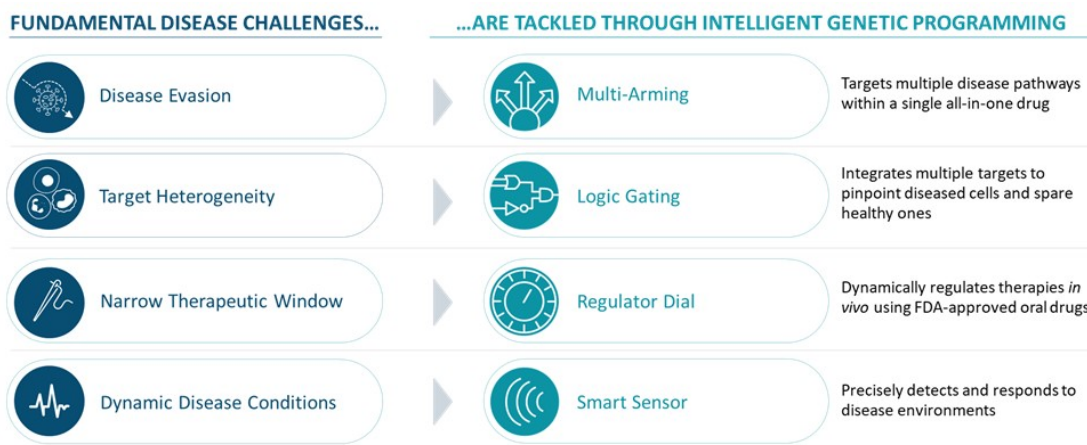 FUNDAMENTAL DISEASE CHALLENGES...
...ARE TACKLED THROUGH INTELLIGENT GENETIC PROGRAMMING
Disease Evasion
Multi-Arming
Targets multiple disease pathways
within a single all-in-one drug
Target Heterogeneity
Logic Gating
Integrates multiple targets to
pinpoint diseased cells and spare
healthy ones
Narrow Therapeutic Window
Regulator Dial
Dynamically regulates therapies in
vivo using FDA-approved oral drugs
Dynamic Disease Conditions
Smart Sensor
Precisely detects and responds to
disease environments